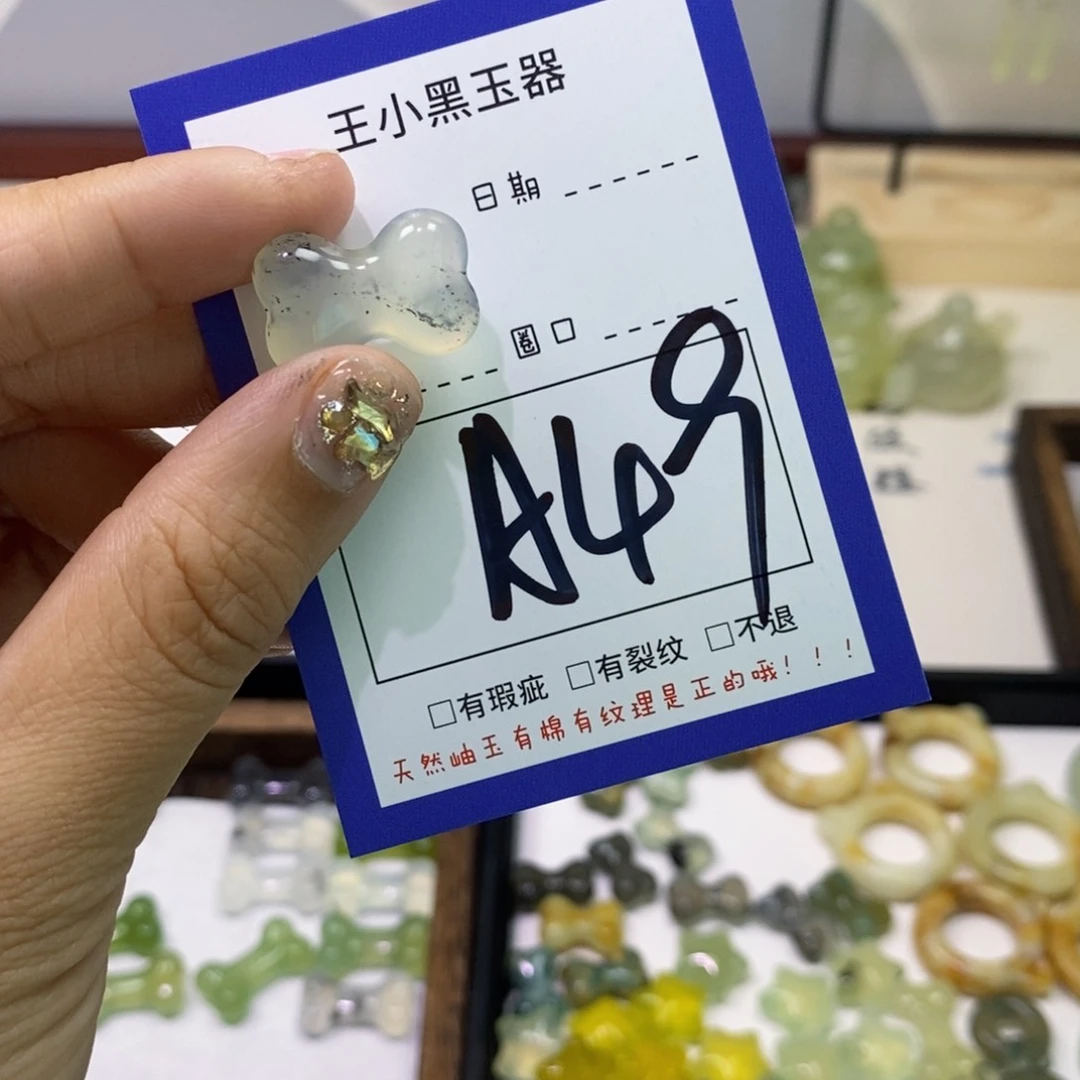 王小黑玉器
日期
圈口
A49
□有瑕疵 □有裂纹 □不退
天然岫玉有棉有纹理是正的哦！！！